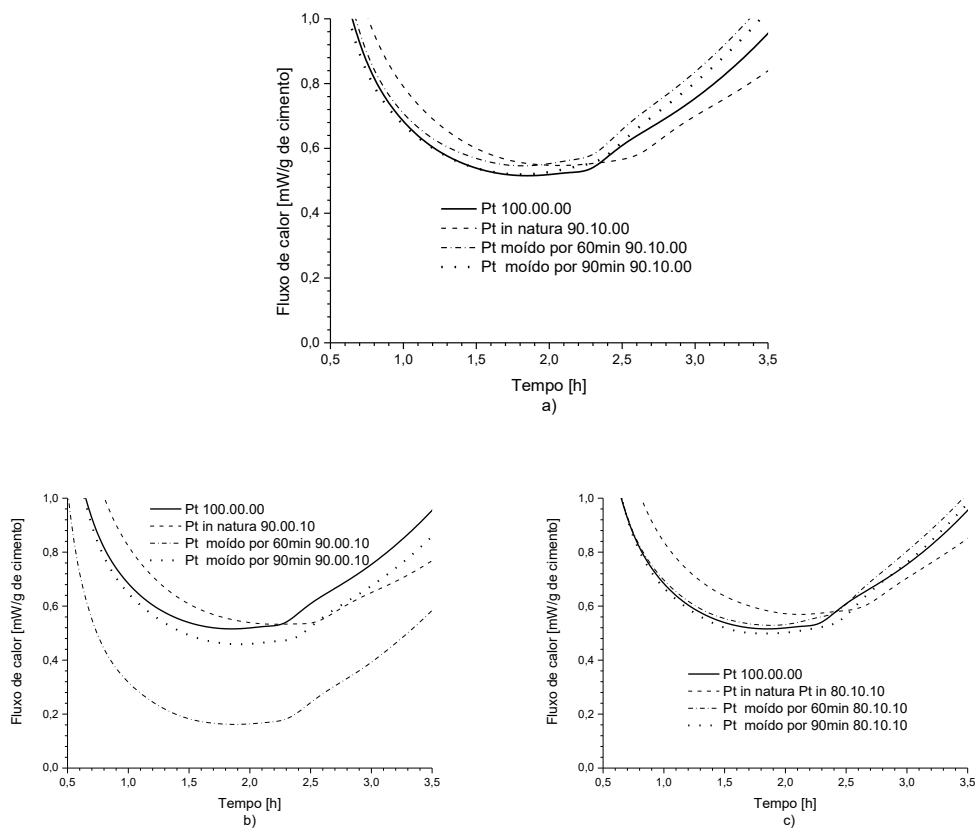 1,0
0,8
0,6
0,4
0,2
0,0
Fluxo de calor [mW/g de cimento]
Pt 100.00.00
Pt in natura 90.10.00
Pt moído por 60min 90.10.00
Pt moído por 90min 90.10.00
0,5 1,0 1,5 2,0 2,5 3,0 3,5
Tempo [h]
a)
1,0
0,8
0,6
0,4
0,2
0,0
Fluxo de calor [mW/g de cimento]
Pt 100.00.00
Pt in natura 90.00.10
Pt moído por 60min 90.00.10
Pt moído por 90min 90.00.10
0,5 1,0 1,5 2,0 2,5 3,0 3,5
Tempo [h]
b)
1,0
0,8
0,6
0,4
0,2
0,0
Fluxo de calor [mW/g de cimento]
Pt 100.00.00
Pt in natura Pt in 80.10.10
Pt moído por 60min 80.10.10
Pt moído por 90min 80.10.10
0,5 1,0 1,5 2,0 2,5 3,0 3,5
Tempo [h]
c)